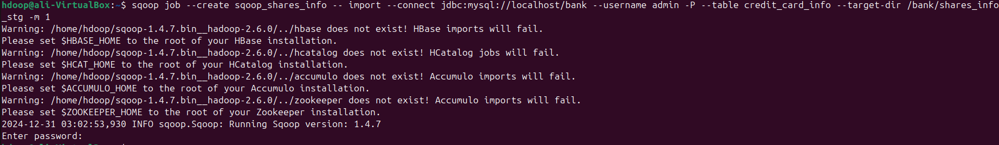 hdoop@ali-VirtualBox:~$ sqoop job --create sqoop_shares_info -- import --connect jdbc:mysql://localhost/bank --username admin -P --table credit_card_info --target-dir /bank/shares_info
_stg -m 1
Warning: /home/hdoop/sqoop-1.4.7.bin__hadoop-2.6.0/../hbase does not exist! HBase imports will fail.
Please set $HBASE_HOME to the root of your HBase installation.
Warning: /home/hdoop/sqoop-1.4.7.bin__hadoop-2.6.0/../hcatalog does not exist! HCatalog jobs will fail.
Please set $HCAT_HOME to the root of your HCatalog installation.
Warning: /home/hdoop/sqoop-1.4.7.bin__hadoop-2.6.0/../accumulo does not exist! Accumulo imports will fail.
Please set $ACCUMULO_HOME to the root of your Accumulo installation.
Warning: /home/hdoop/sqoop-1.4.7.bin__hadoop-2.6.0/../zookeeper does not exist! Accumulo imports will fail.
Please set $ZOOKEEPER_HOME to the root of your Zookeeper installation.
2024-12-31 03:02:53,930 INFO sqoop.Sqoop: Running Sqoop version: 1.4.7
Enter password: